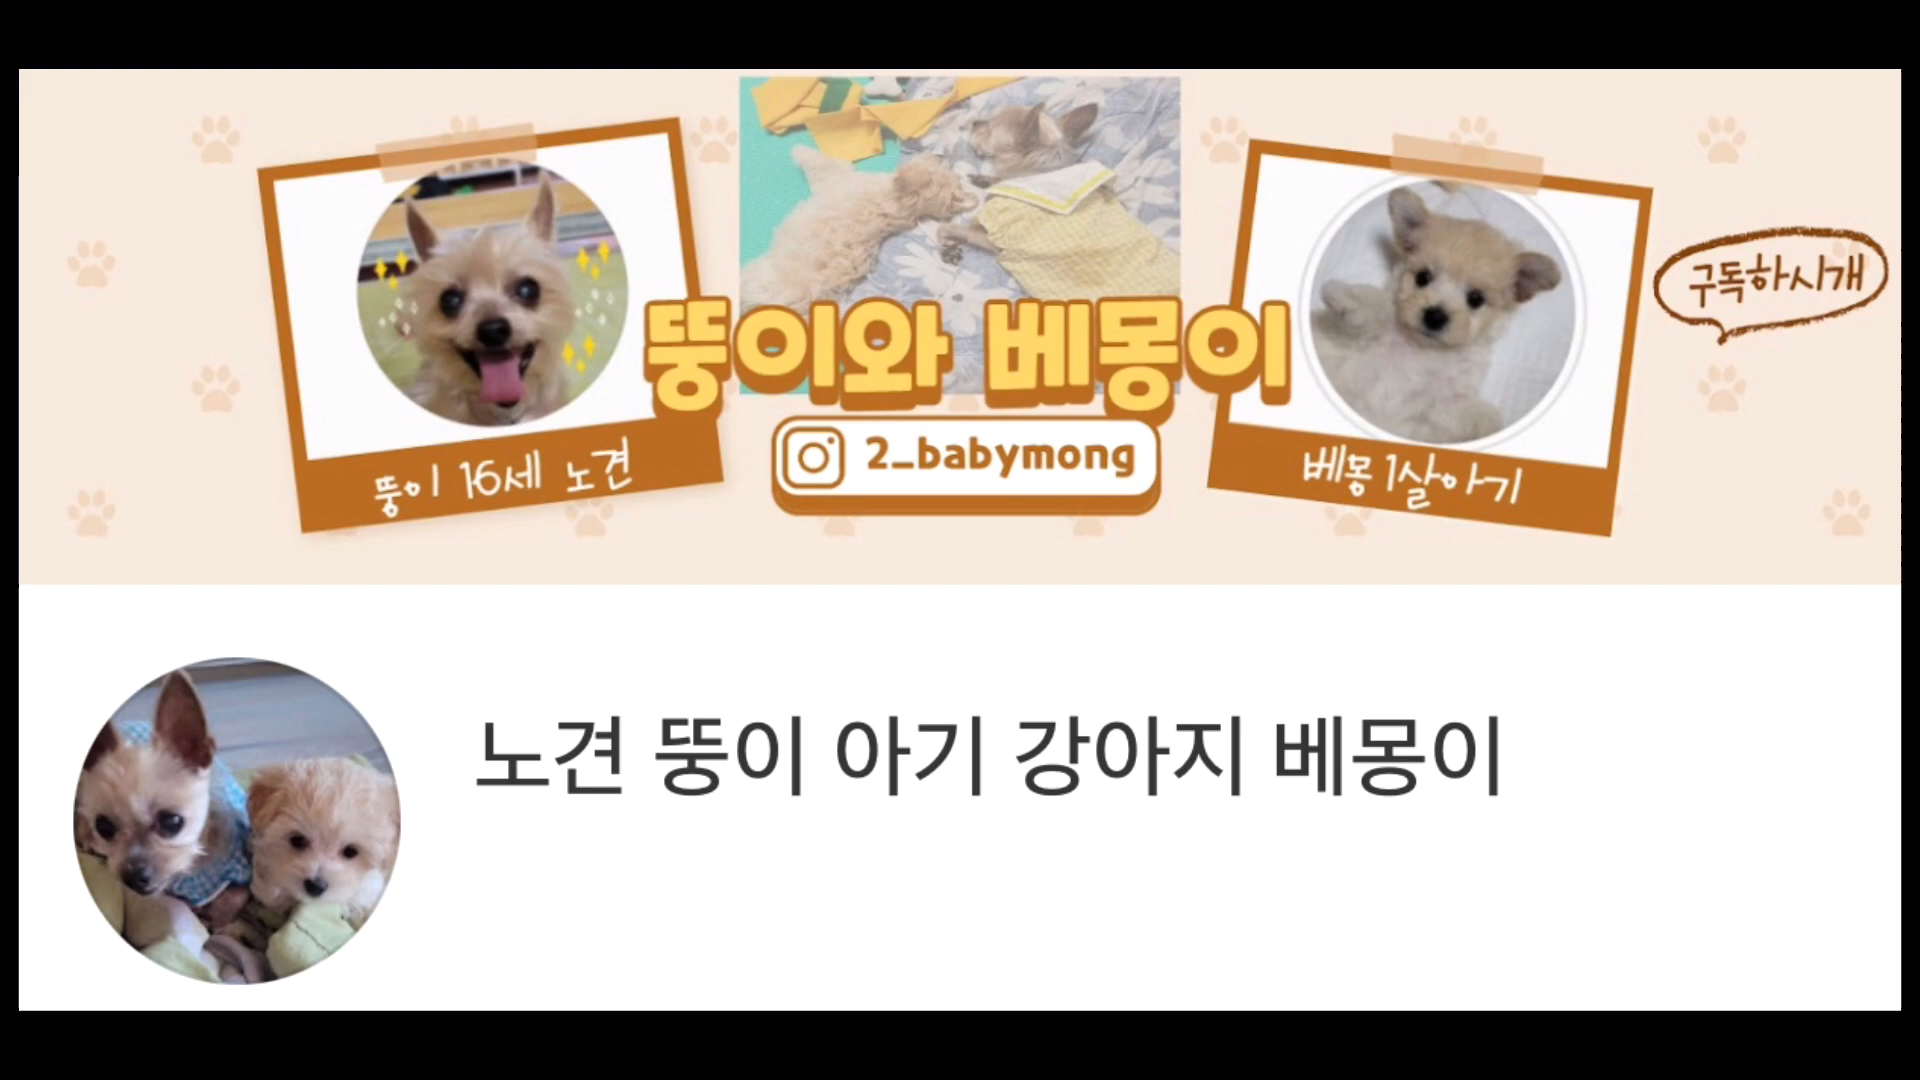 구독하시개
뚱이와 베몽이
2_babymong
뚱이 16세 노견
베몽 1살아기
노견 뚱이 아기 강아지 베몽이